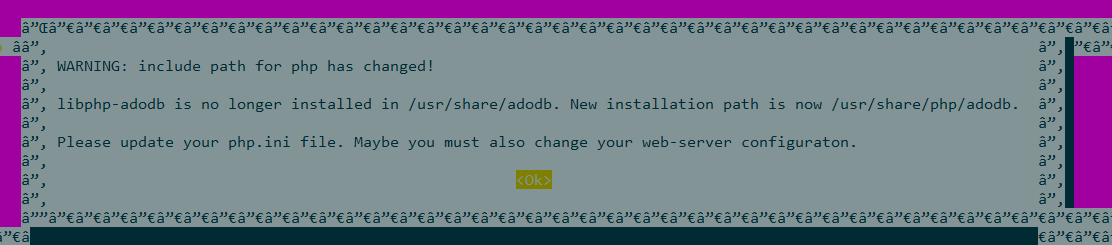 WARNING: include path for php has changed!
libphp-adodb is no longer installed in /usr/share/adodb. New installation path is now /usr/share/php/adodb.
Please update your php.ini file. Maybe you must also change your web-server configuraton.
<Ok>